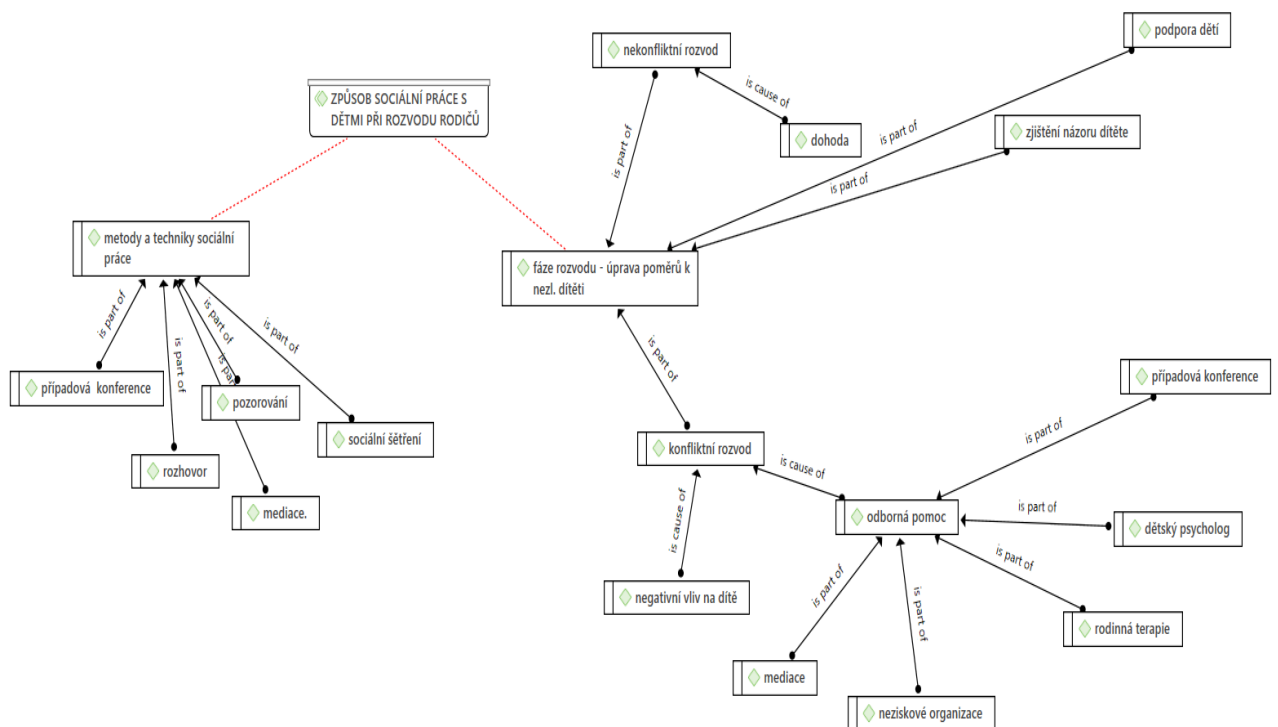 podpora dětí
nekonfliktní rozvod
ZPŮSOB SOCIÁLNÍ PRÁCE S
DĚTMI PŘI ROZVODU RODIČŮ
is cause of
dohoda
zjištění názoru dítěte
is part of
is part of
is part of
metody a techniky sociální
práce
fáze rozvodu - úprava poměrů k
nezl. dítěti
is part of
is part of
is part of
is part of
is par
is part of
případová konference
pozorování
sociální šětření
rozhovor
mediace.
případová konference
konfliktní rozvod
is part of
is cause of
is cause of
odborná pomoc
is part of
dětský psycholog
is part of
negativní vliv na dítě
is part of
is part of
rodinná terapie
mediace
neziskové organizace